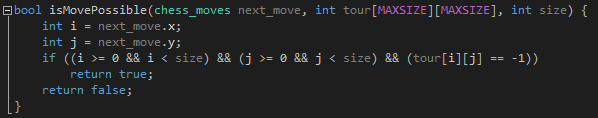 bool isMovePossible(chess_moves next_move, int tour[MAXSIZE][MAXSIZE], int size) {
    int i = next_move.x;
    int j = next_move.y;
    if ((i >= 0 && i < size) && (j >= 0 && j < size) && (tour[i][j] == -1))
        return true;
    return false;
}